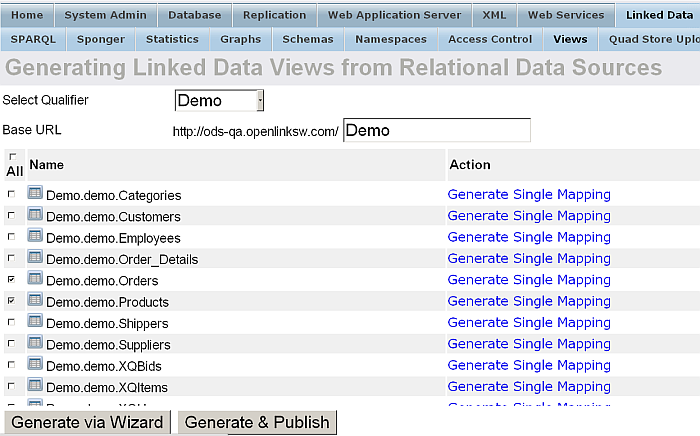 Home System Admin Database Replication Web Application Server XML Web Services Linked Data
SPARQL Sponger Statistics Graphs Schemas Namespaces Access Control Views Quad Store Uplo
Generating Linked Data Views from Relational Data Sources
Select Qualifier Demo
Base URL http://ods-qa.openlinksw.com/ Demo
All Name Action
Demo.demo.Categories Generate Single Mapping
Demo.demo.Customers Generate Single Mapping
Demo.demo.Employees Generate Single Mapping
Demo.demo.Order_Details Generate Single Mapping
Demo.demo.Orders Generate Single Mapping
Demo.demo.Products Generate Single Mapping
Demo.demo.Shippers Generate Single Mapping
Demo.demo.Suppliers Generate Single Mapping
Demo.demo.XQBids Generate Single Mapping
Demo.demo.XQItems Generate Single Mapping
Generate via Wizard Generate & Publish